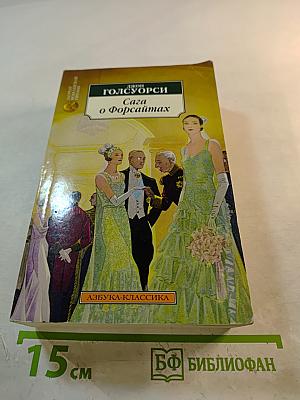 ДЖОН
ГОЛСУОРСИ
Сага
о Форсайтах
АЗБУКА-КЛАССИКА
15 см
БФ БИБЛИОФАН